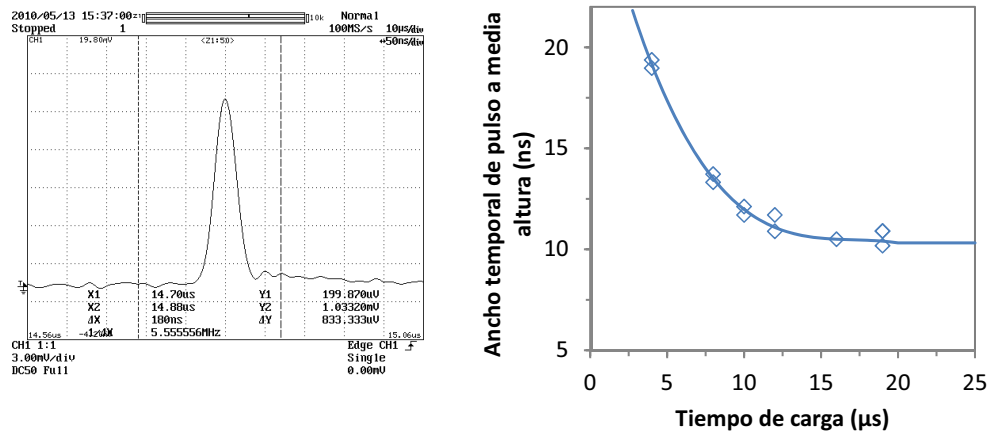 2010/05/13 15:37:00
10k
Normal
Stopped
1
100MS/s
10µs/div
50ns/div
CH1
19.80mV
<Z1:50>
X1 14.70us Y1 199.870uV
X2 14.88us Y2 1.03320mV
ΔX 180ns ΔY 833.333uV
1/ΔX 5.555556MHz
14.56us
15.06us
CH1 1:1
3.00mV/div
DC50 Full
Edge CH1
Single
0.00mV
Ancho temporal de pulso a media
altura (ns)
20
15
10
5
0 5 10 15 20 25
Tiempo de carga (µs)